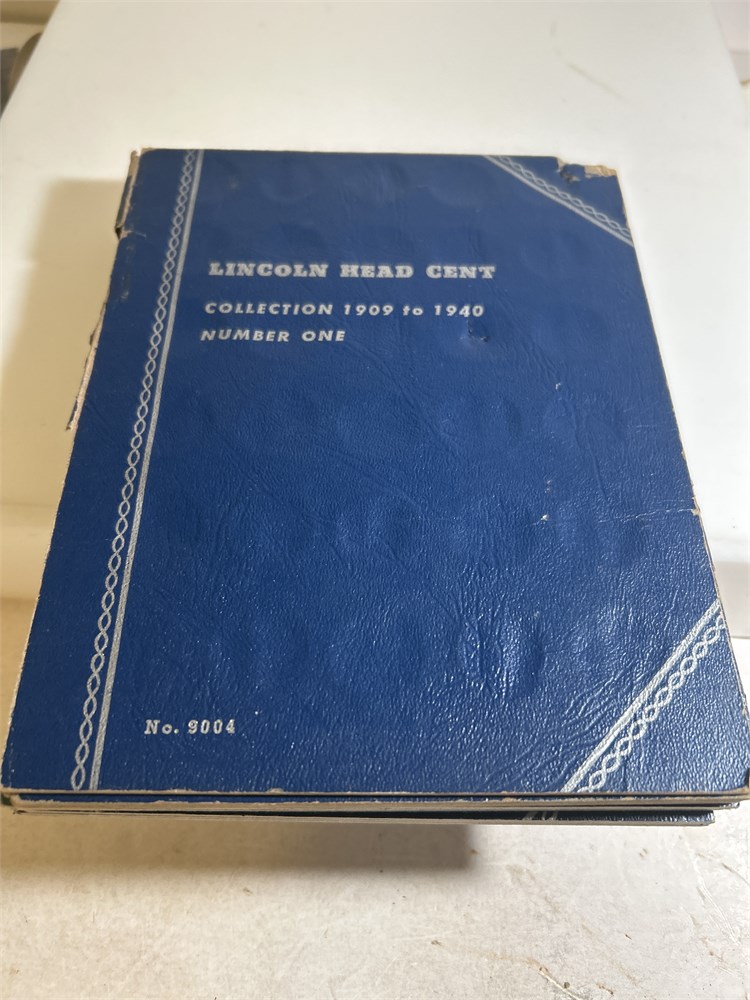 LINCOLN HEAD CENT
COLLECTION 1909 to 1940
NUMBER ONE
No. 9004